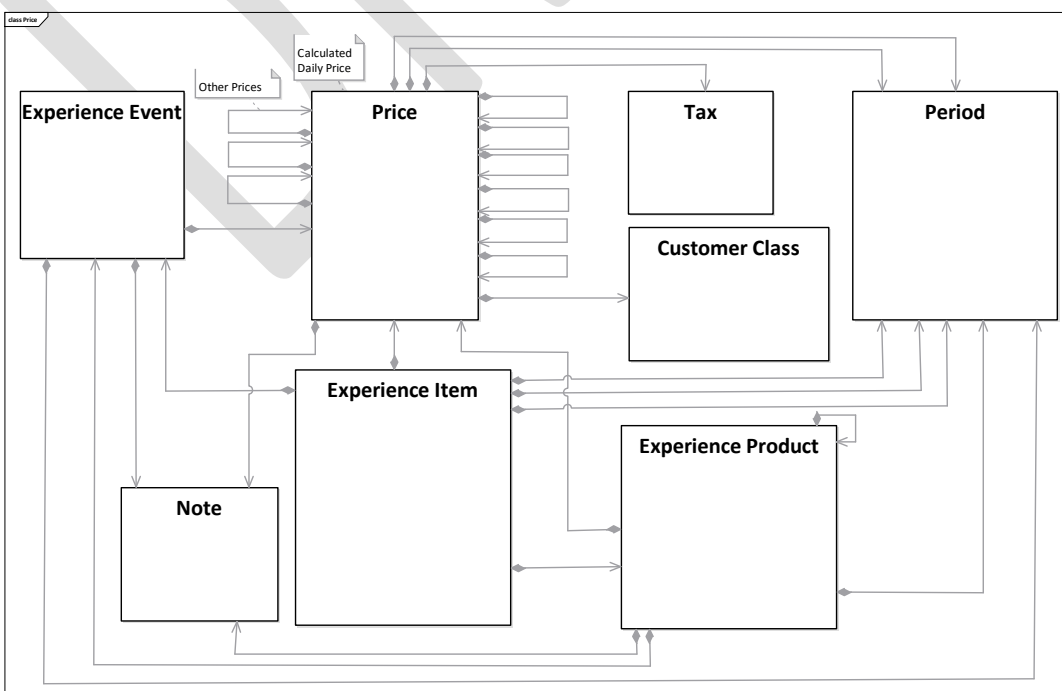 class Price
Calculated
Daily Price
Other Prices
Experience Event
Price
Tax
Period
Customer Class
Experience Item
Experience Product
Note